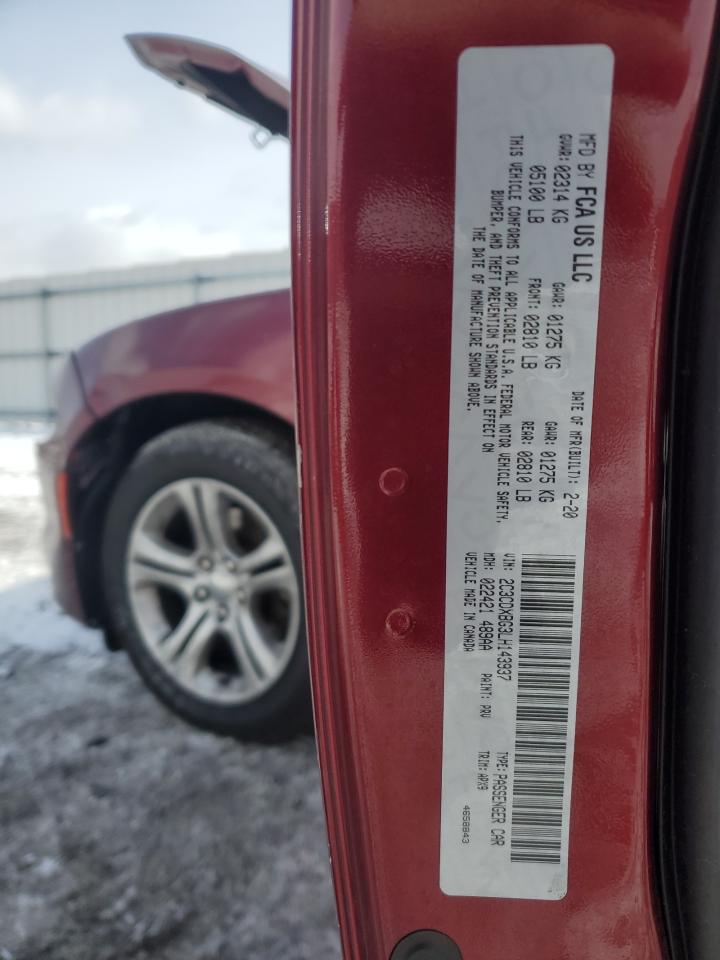 MFD BY FCA US LLC
DATE OF MFR(BUILT): 2-20
GVWR: 02314 KG GAWR: 01275 KG GAWR: 01275 KG
05100 LB FRONT: 02810 LB REAR: 02810 LB
THIS VEHICLE CONFORMS TO ALL APPLICABLE U.S.A. FEDERAL MOTOR VEHICLE SAFETY,
BUMPER, AND THEFT PREVENTION STANDARDS IN EFFECT ON
THE DATE OF MANUFACTURE SHOWN ABOVE.
VIN: 2C3CDXBG3LH143937 TYPE: PASSENGER CAR
MDH: 022421 489AA PAINT: PRV TRIM: APX9
VEHICLE MADE IN CANADA
4658843